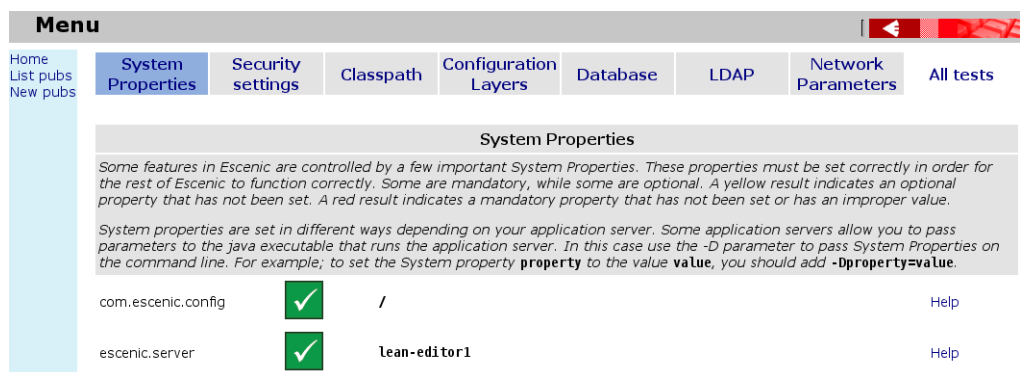 Menu
Home
List pubs
New pubs
System Properties
Security settings
Classpath
Configuration Layers
Database
LDAP
Network Parameters
All tests
System Properties
Some features in Escenic are controlled by a few important System Properties. These properties must be set correctly in order for
the rest of Escenic to function correctly. Some are mandatory, while some are optional. A yellow result indicates an optional
property that has not been set. A red result indicates a mandatory property that has not been set or has an improper value.
System properties are set in different ways depending on your application server. Some application servers allow you to pass
parameters to the java executable that runs the application server. In this case use the -D parameter to pass System Properties on
the command line. For example; to set the System property property to the value value, you should add -Dproperty=value.
com.escenic.config / Help
escenic.server lean-editor1 Help